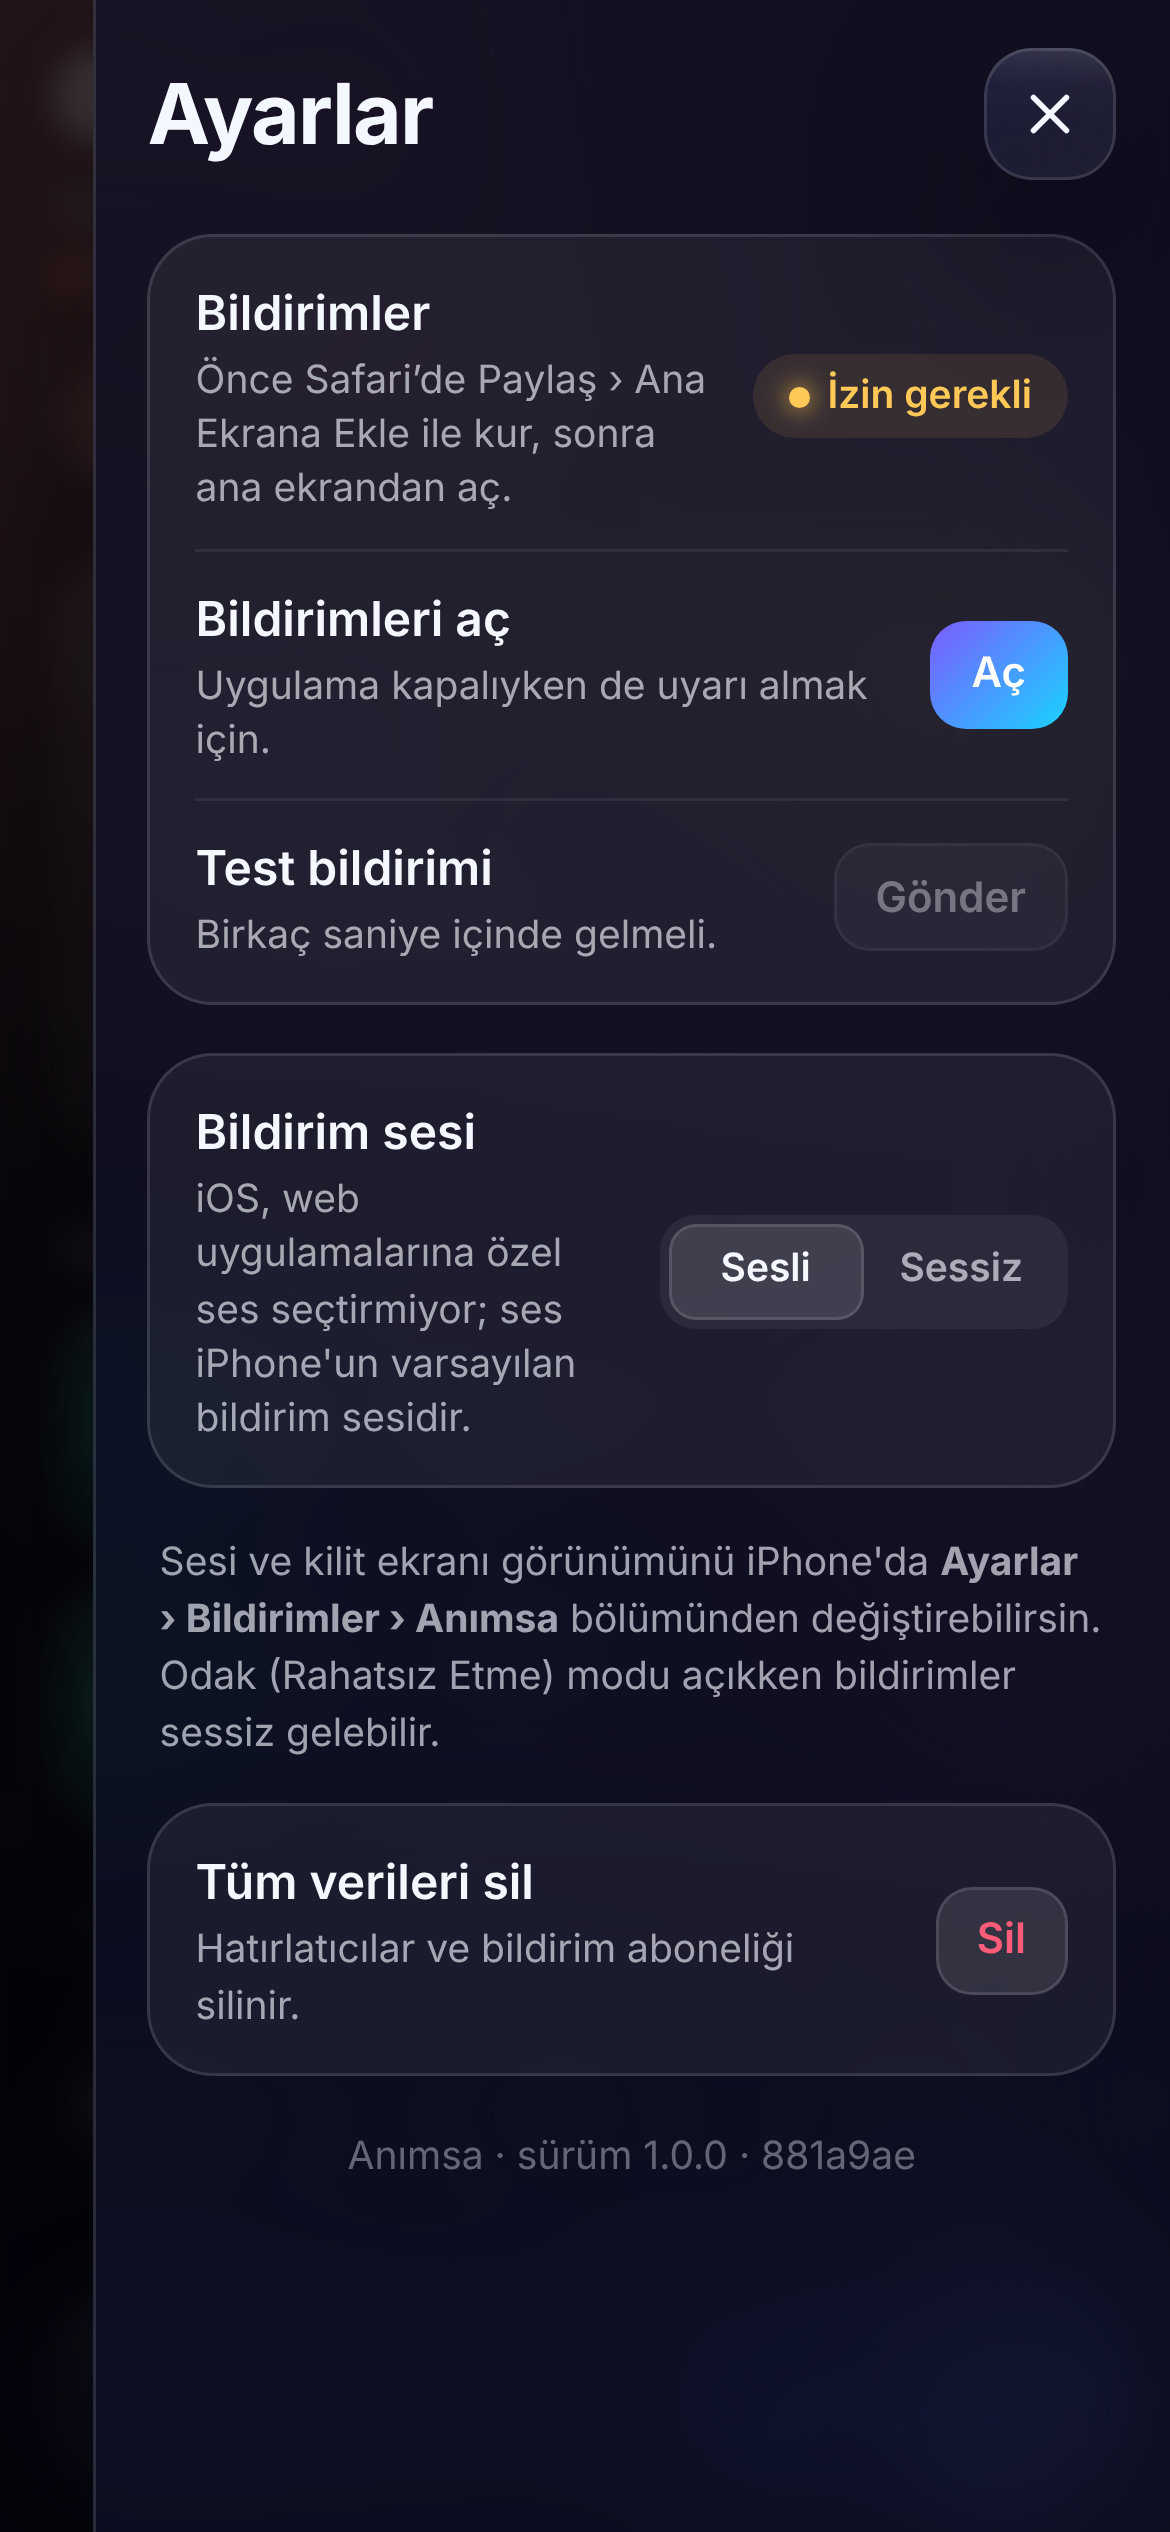 Ayarlar
Bildirimler
Önce Safari’de Paylaş › Ana
Ekrana Ekle ile kur, sonra
ana ekrandan aç.
İzin gerekli
Bildirimleri aç
Uygulama kapalıyken de uyarı almak
için.
Aç
Test bildirimi
Birkaç saniye içinde gelmeli.
Gönder
Bildirim sesi
iOS, web
uygulamalarına özel
ses seçtirmiyor; ses
iPhone'un varsayılan
bildirim sesidir.
Sesli
Sessiz
Sesi ve kilit ekranı görünümünü iPhone'da Ayarlar
› Bildirimler › Anımsa bölümünden değiştirebilirsin.
Odak (Rahatsız Etme) modu açıkken bildirimler
sessiz gelebilir.
Tüm verileri sil
Hatırlatıcılar ve bildirim aboneliği
silinir.
Sil
Anımsa · sürüm 1.0.0 · 881a9ae